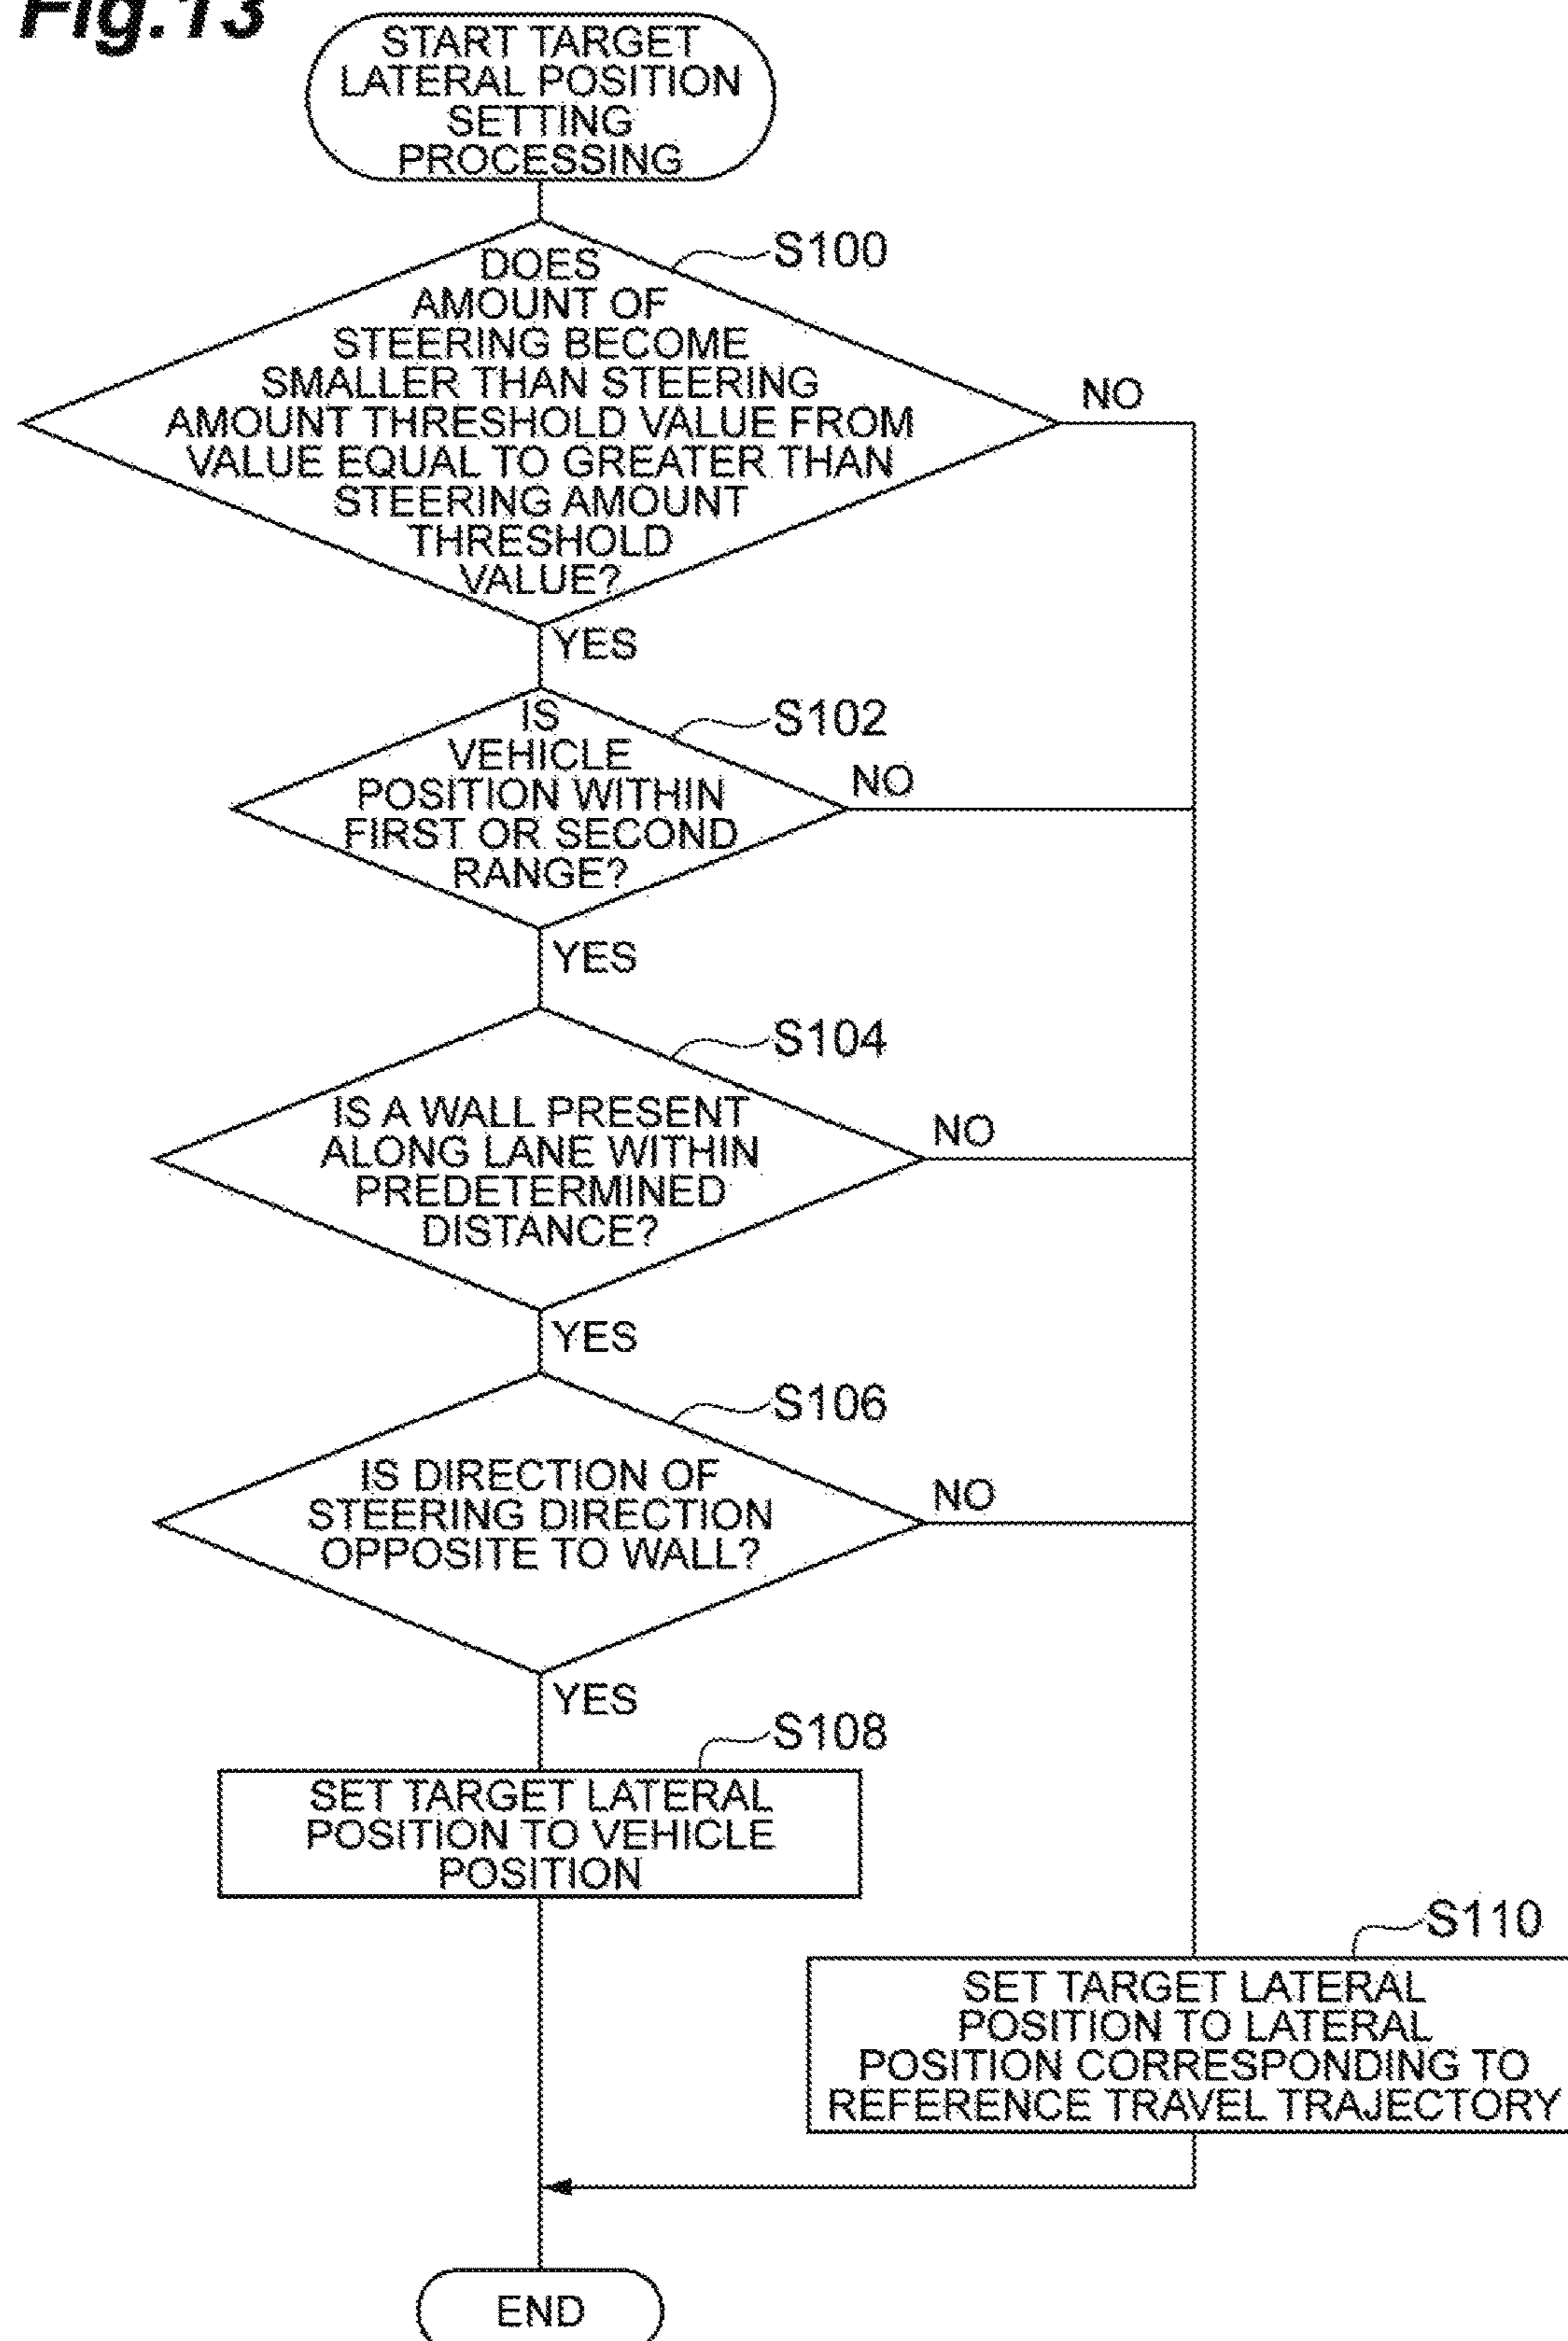 Fig.13
START TARGET
LATERAL POSITION
SETTING
PROCESSING
S100
DOES
AMOUNT OF
STEERING BECOME
SMALLER THAN STEERING
AMOUNT THRESHOLD VALUE FROM
VALUE EQUAL TO GREATER THAN
STEERING AMOUNT
THRESHOLD
VALUE?
NO
YES
S102
IS
VEHICLE
POSITION WITHIN
FIRST OR SECOND
RANGE?
NO
YES
S104
IS A WALL PRESENT
ALONG LANE WITHIN
PREDETERMINED
DISTANCE?
NO
YES
S106
IS DIRECTION OF
STEERING DIRECTION
OPPOSITE TO WALL?
NO
YES
S108
SET TARGET LATERAL
POSITION TO VEHICLE
POSITION
S110
SET TARGET LATERAL
POSITION TO LATERAL
POSITION CORRESPONDING TO
REFERENCE TRAVEL TRAJECTORY
END